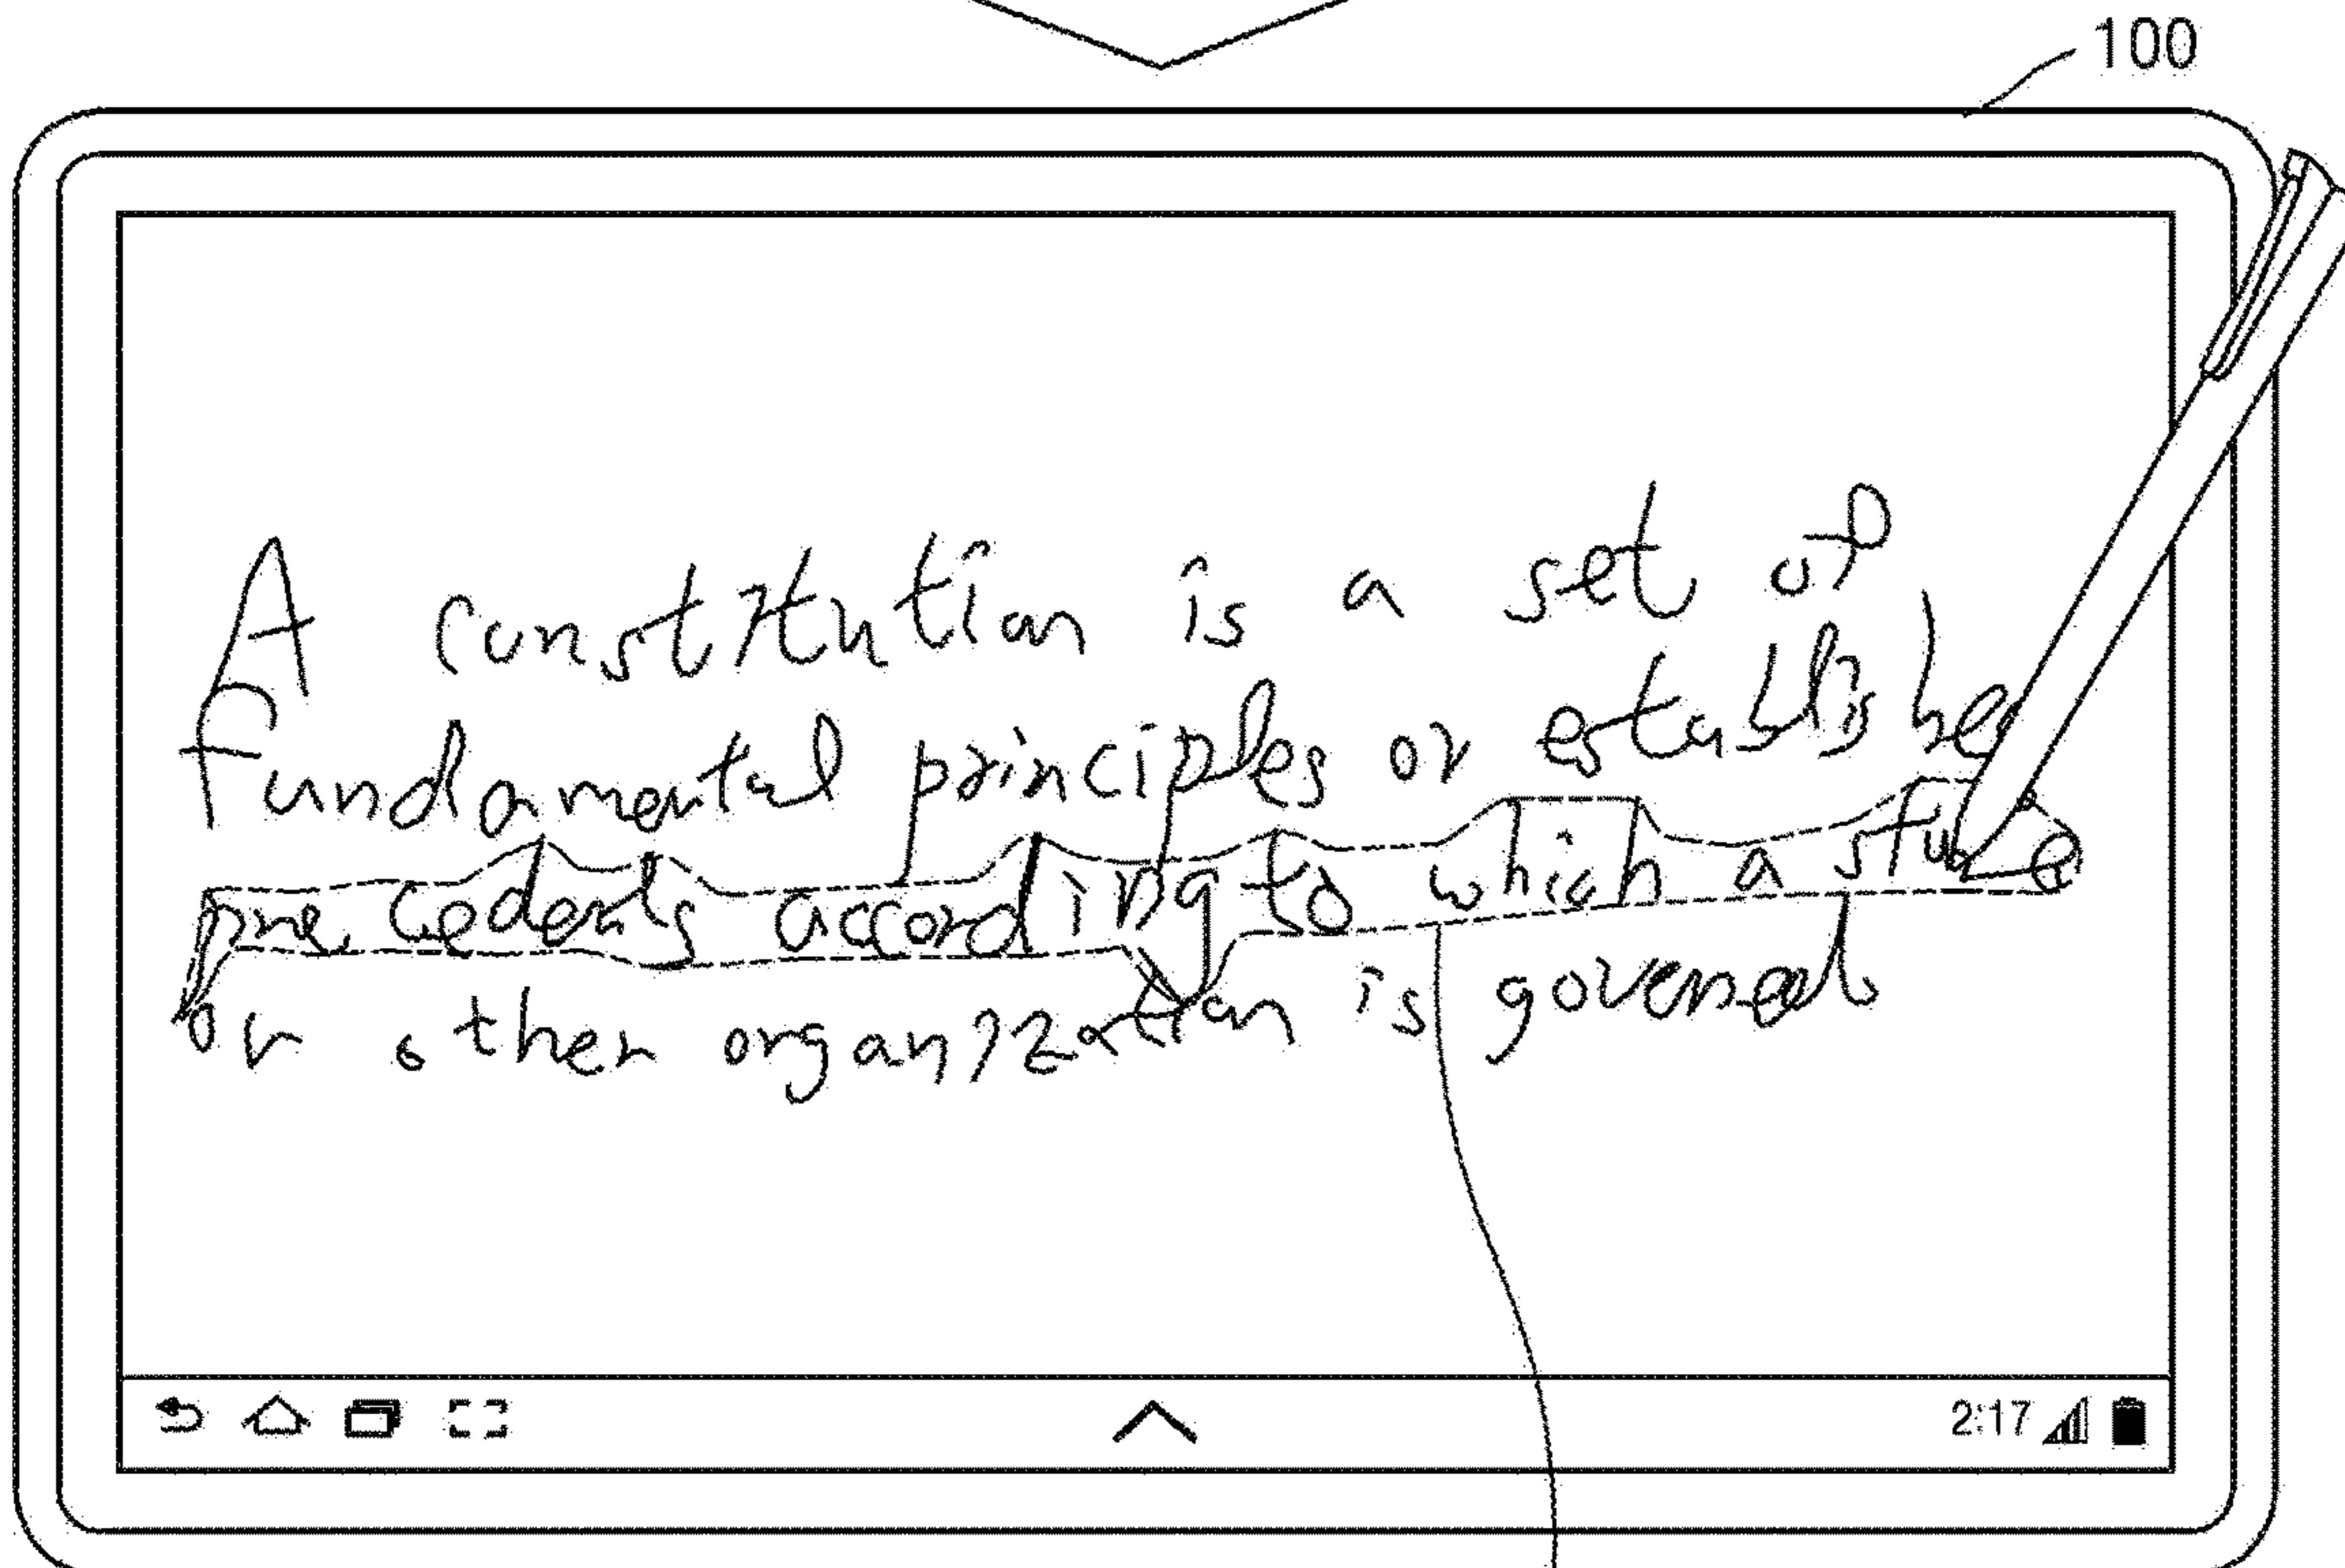 100
A constitution is a set of
fundamental principles or establishe
precedents according to which a state
or other organization is governed
2:17